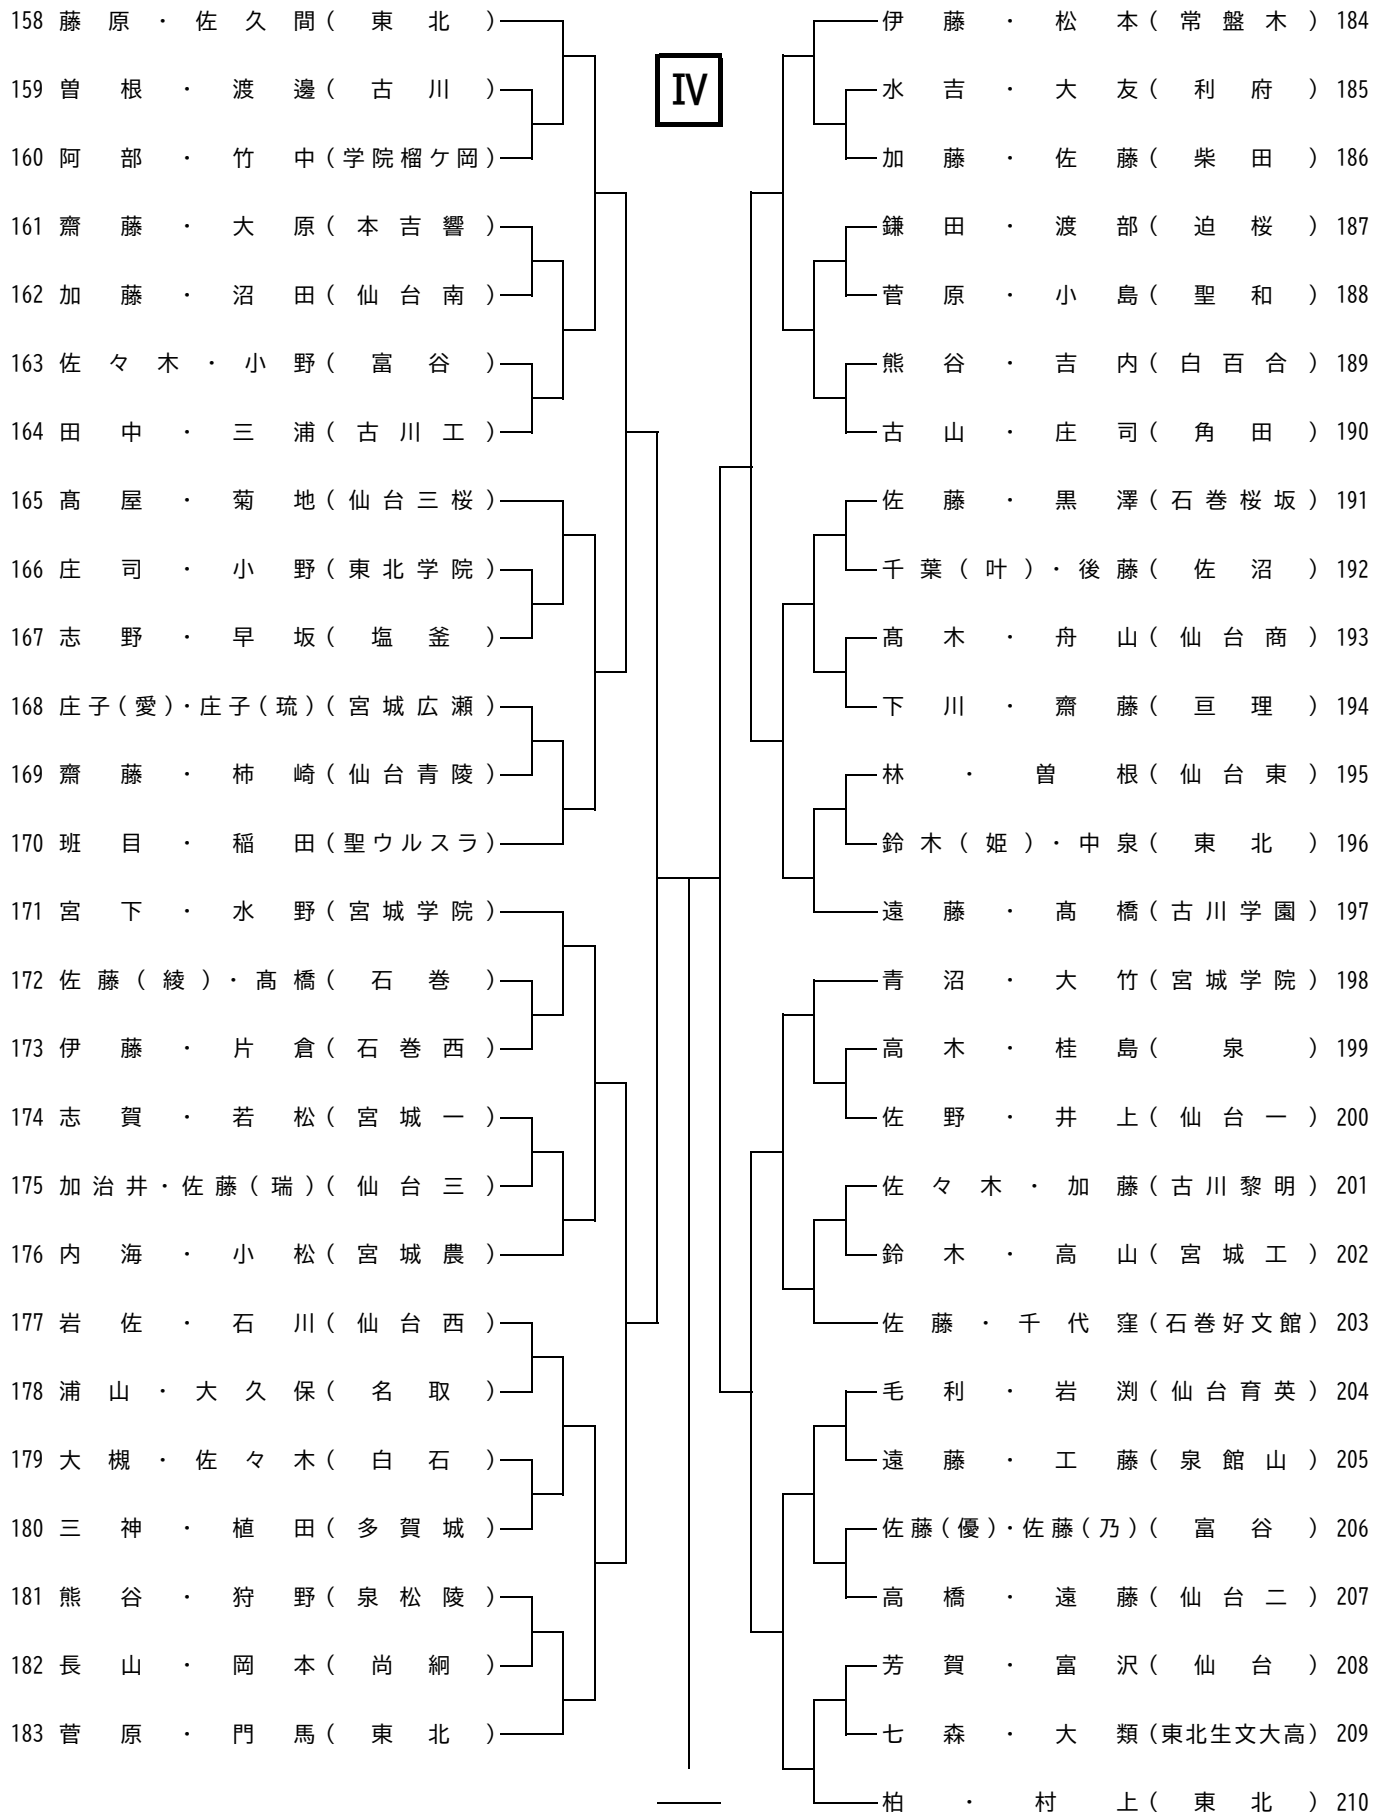 Ⅳ
158 藤原・佐久間(東北)
159 曽根・渡邊(古川)
160 阿部・竹中(学院榴ケ岡)
161 齋藤・大原(本吉響)
162 加藤・沼田(仙台南)
163 佐々木・小野(富谷)
164 田中・三浦(古川工)
165 髙屋・菊地(仙台三桜)
166 庄司・小野(東北学院)
167 志野・早坂(塩釜)
168 庄子(愛)・庄子(琉)(宮城広瀬)
169 齋藤・柿崎(仙台青陵)
170 班目・稲田(聖ウルスラ)
171 宮下・水野(宮城学院)
172 佐藤(綾)・髙橋(石巻)
173 伊藤・片倉(石巻西)
174 志賀・若松(宮城一)
175 加治井・佐藤(瑞)(仙台三)
176 内海・小松(宮城農)
177 岩佐・石川(仙台西)
178 浦山・大久保(名取)
179 大槻・佐々木(白石)
180 三神・植田(多賀城)
181 熊谷・狩野(泉松陵)
182 長山・岡本(尚絅)
183 菅原・門馬(東北)
伊藤・松本(常盤木) 184
水吉・大友(利府) 185
加藤・佐藤(柴田) 186
鎌田・渡部(迫桜) 187
菅原・小島(聖和) 188
熊谷・吉内(白百合) 189
古山・庄司(角田) 190
佐藤・黒澤(石巻桜坂) 191
千葉(叶)・後藤(佐沼) 192
髙木・舟山(仙台商) 193
下川・齋藤(亘理) 194
林・曽根(仙台東) 195
鈴木(姫)・中泉(東北) 196
遠藤・髙橋(古川学園) 197
青沼・大竹(宮城学院) 198
高木・桂島(泉) 199
佐野・井上(仙台一) 200
佐々木・加藤(古川黎明) 201
鈴木・高山(宮城工) 202
佐藤・千代窪(石巻好文館) 203
毛利・岩渕(仙台育英) 204
遠藤・工藤(泉館山) 205
佐藤(優)・佐藤(乃)(富谷) 206
高橋・遠藤(仙台二) 207
芳賀・富沢(仙台) 208
七森・大類(東北生文大高) 209
柏・村上(東北) 210